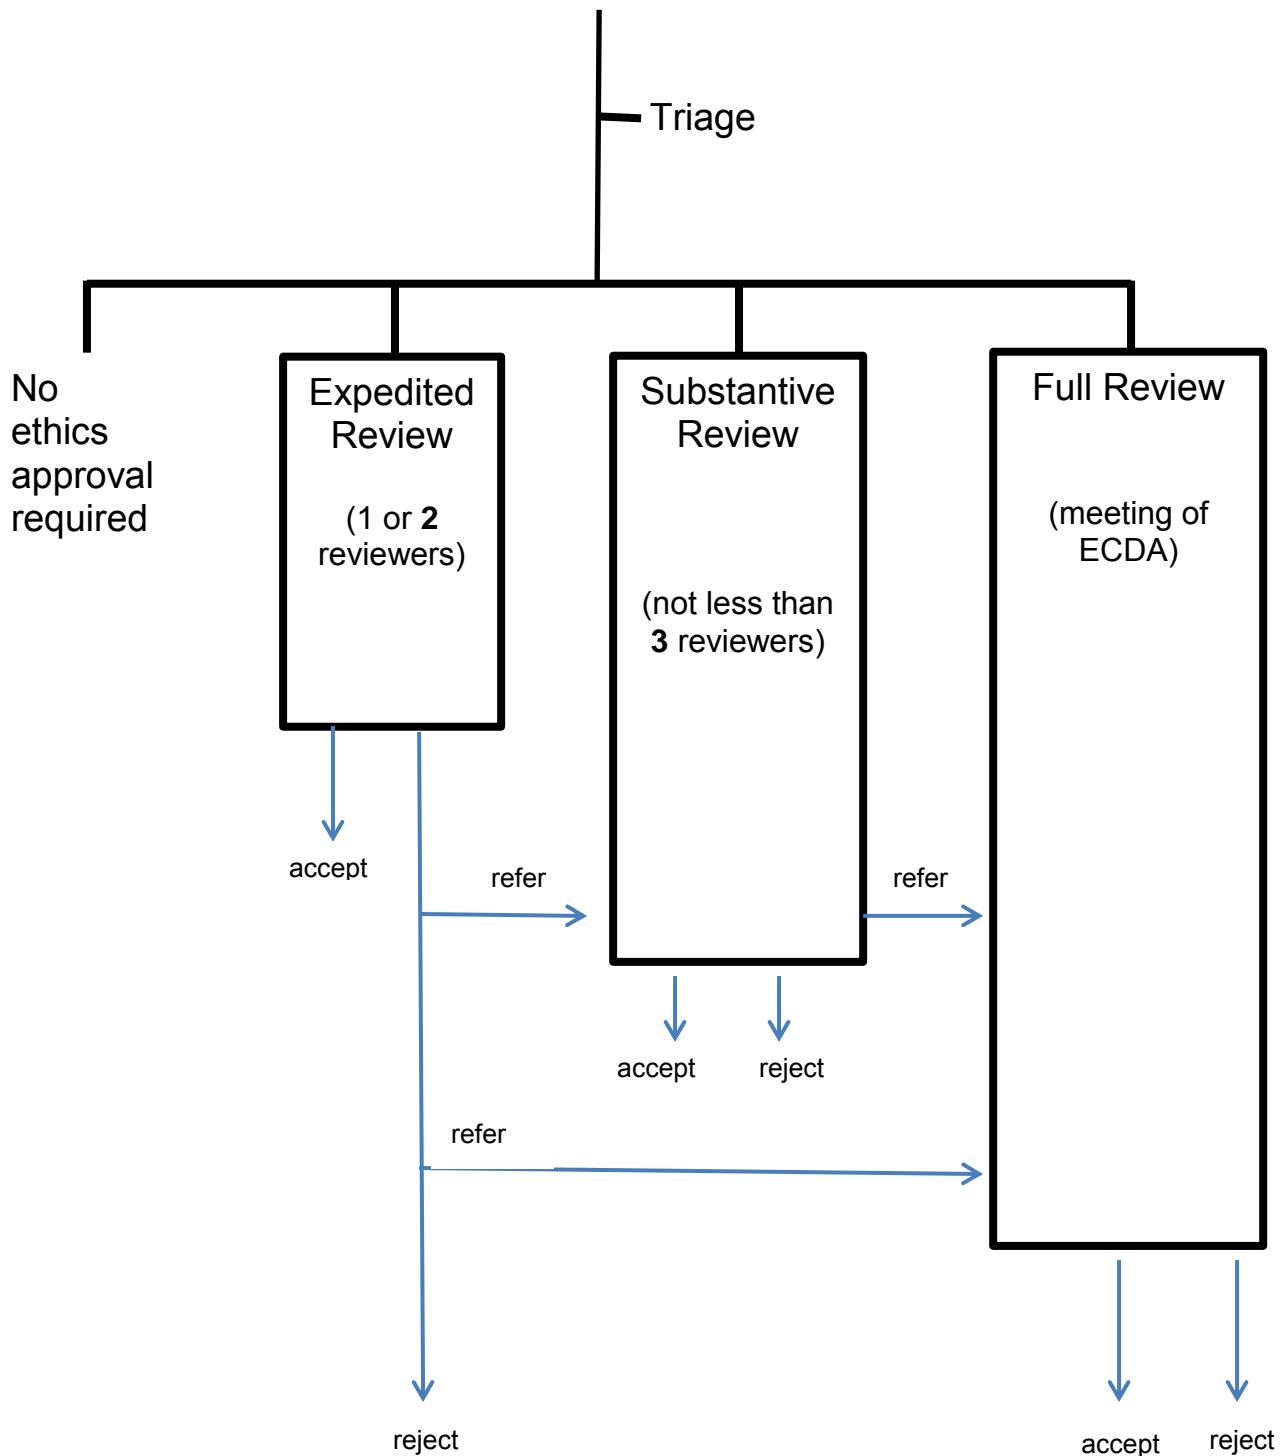 Triage
No
ethics
approval
required
Expedited
Review
(1 or 2
reviewers)
Substantive
Review
(not less than
3 reviewers)
Full Review
(meeting of
ECDA)
accept
refer
refer
accept
reject
refer
reject
accept
reject